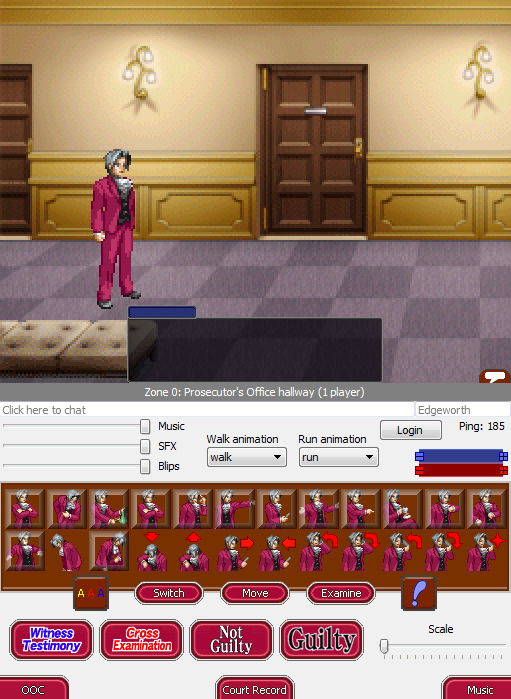 Zone 0: Prosecutor's Office hallway (1 player)
Click here to chat
Edgeworth
Music
SFX
Blips
Walk animation
walk
Run animation
run
Login
Ping: 185
A A A
Switch
Move
Examine
!
Witness
Testimony
Cross
Examination
Not
Guilty
Guilty
Scale
OOC
Court Record
Music